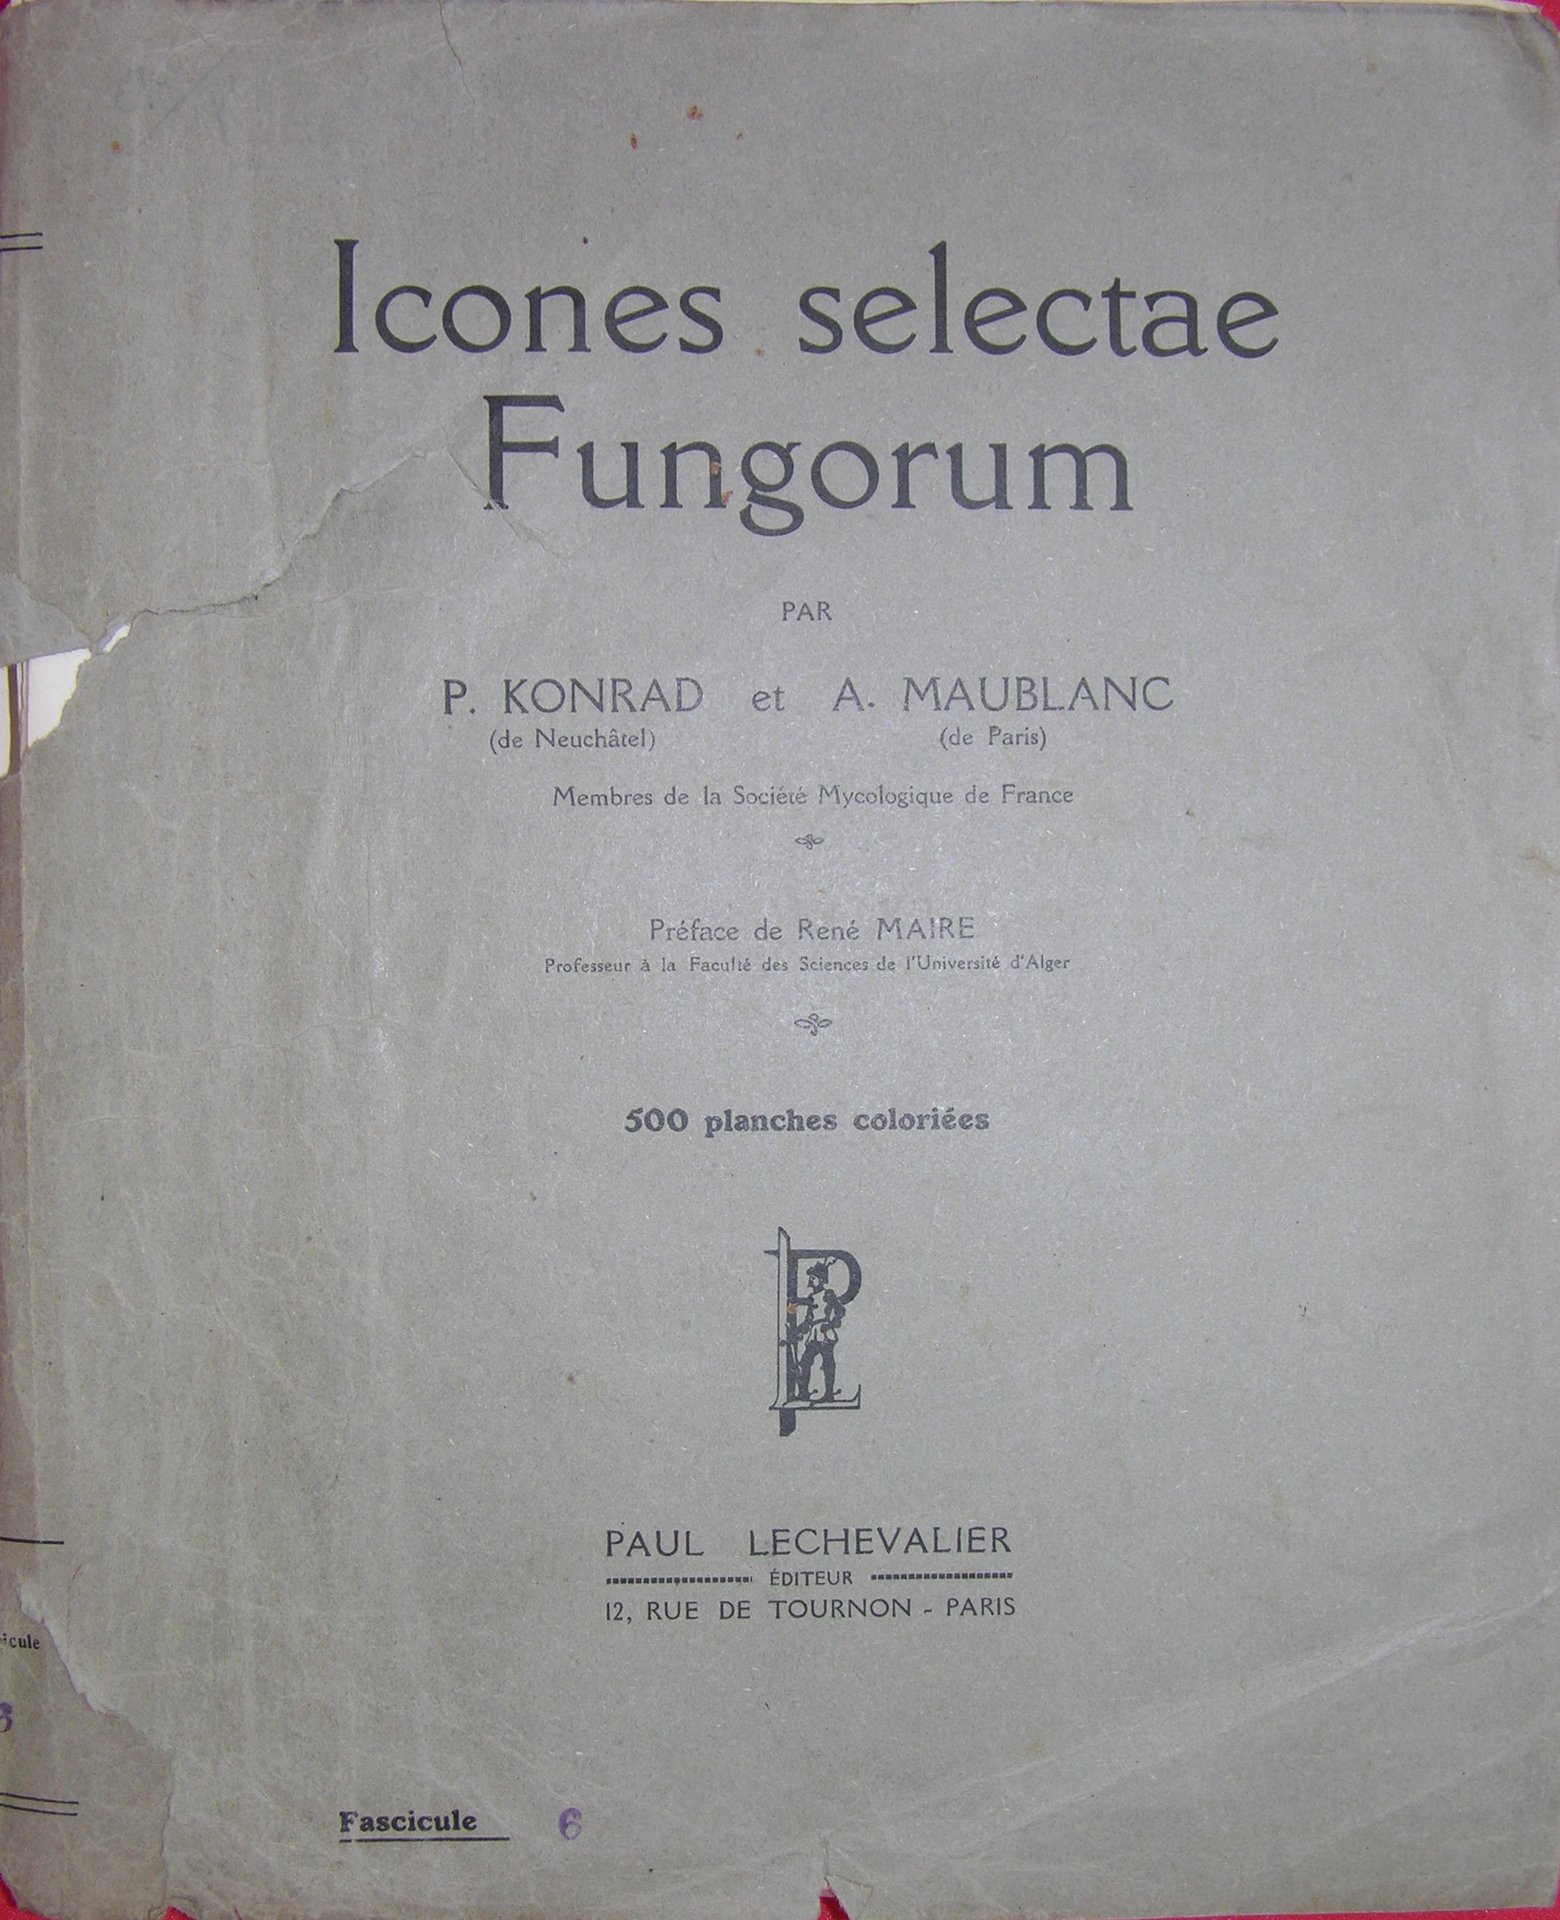 Icones selectae
Fungorum
PAR
P. KONRAD et A. MAUBLANC
(de Neuchâtel) (de Paris)
Membres de la Société Mycologique de France
Préface de René MAIRE
Professeur à la Faculté des Sciences de l'Université d'Alger
500 planches coloriées
PL
PAUL LECHEVALIER
ÉDITEUR
12, RUE DE TOURNON - PARIS
Fascicule 6